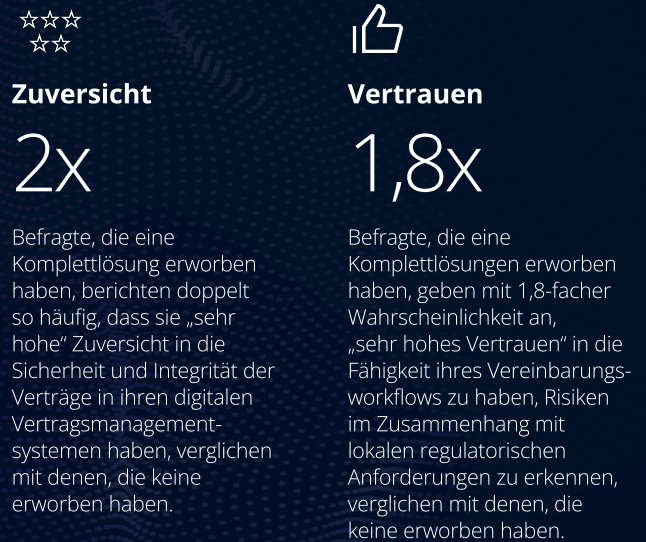 Zuversicht
2x
Befragte, die eine
Komplettlösung erworben
haben, berichten doppelt
so häufig, dass sie „sehr
hohe“ Zuversicht in die
Sicherheit und Integrität der
Verträge in ihren digitalen
Vertragsmanagement-
systemen haben, verglichen
mit denen, die keine
erworben haben.
Vertrauen
1,8x
Befragte, die eine
Komplettlösungen erworben
haben, geben mit 1,8-facher
Wahrscheinlichkeit an,
„sehr hohes Vertrauen“ in die
Fähigkeit ihres Vereinbarungs-
workflows zu haben, Risiken
im Zusammenhang mit
lokalen regulatorischen
Anforderungen zu erkennen,
verglichen mit denen, die
keine erworben haben.